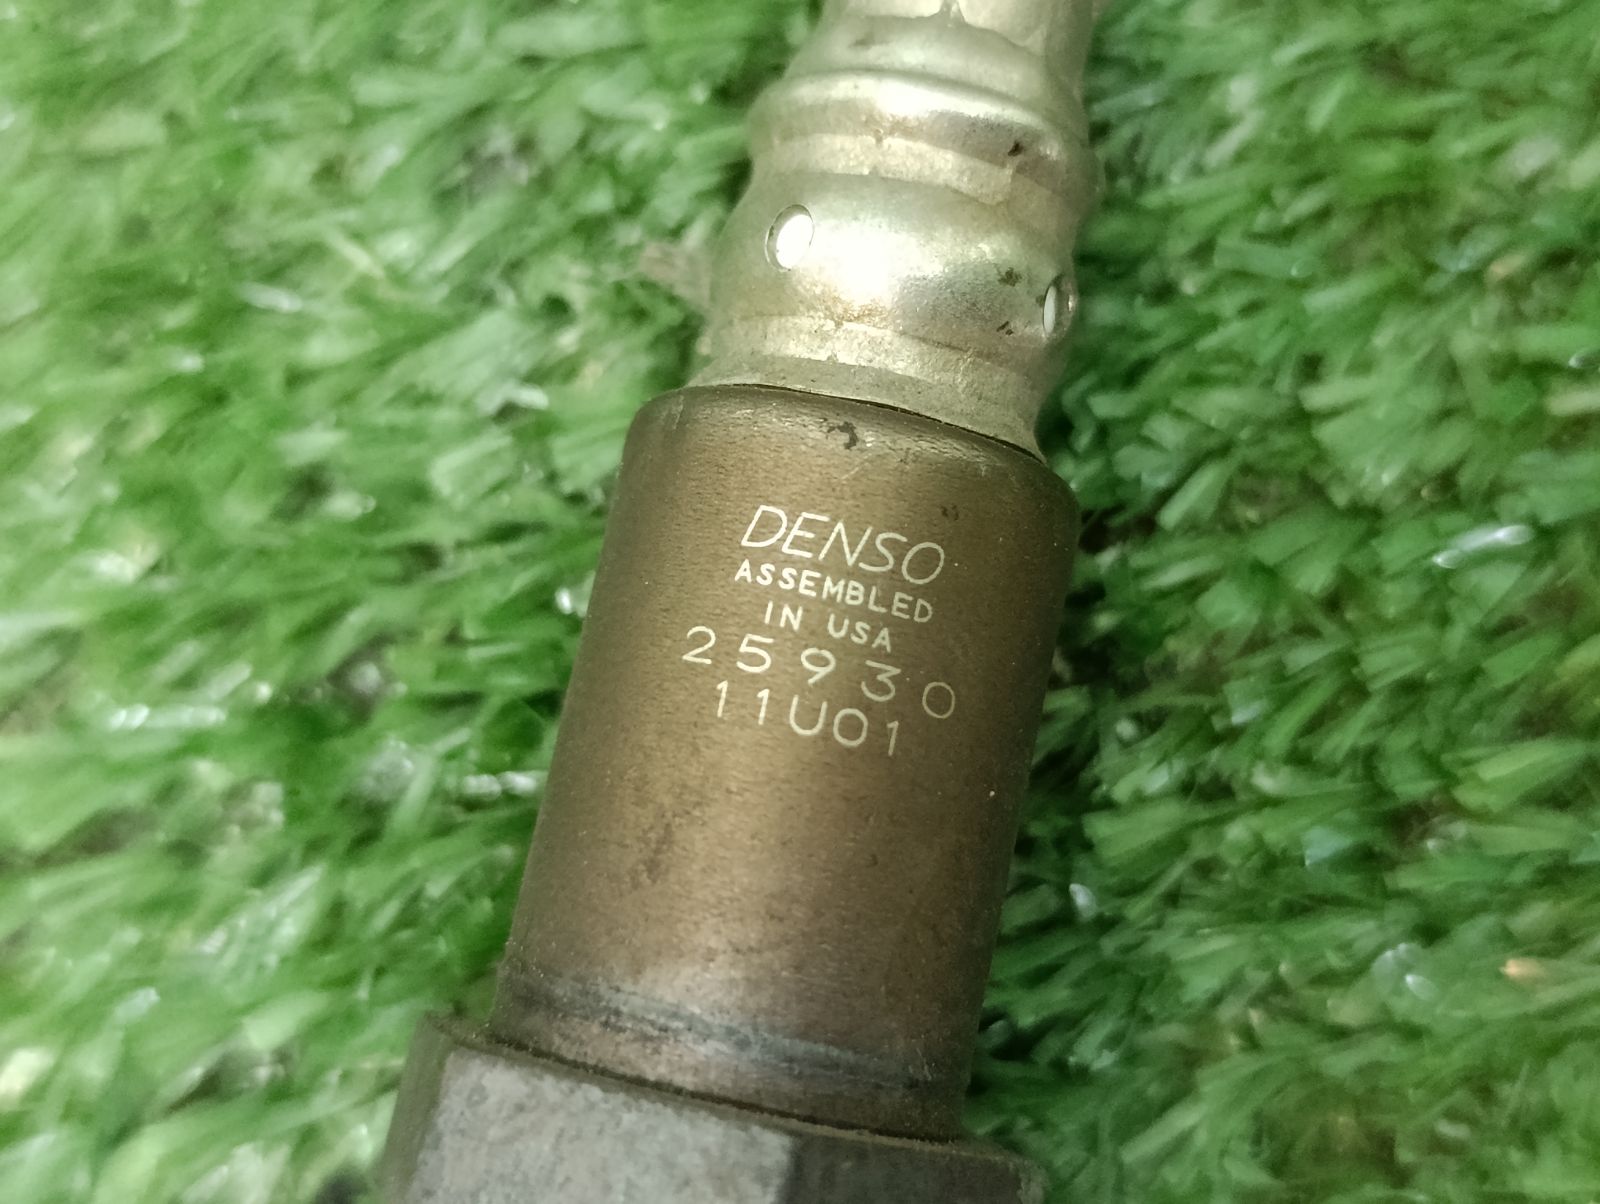 DENSO
ASSEMBLED
IN USA
25930
11U01